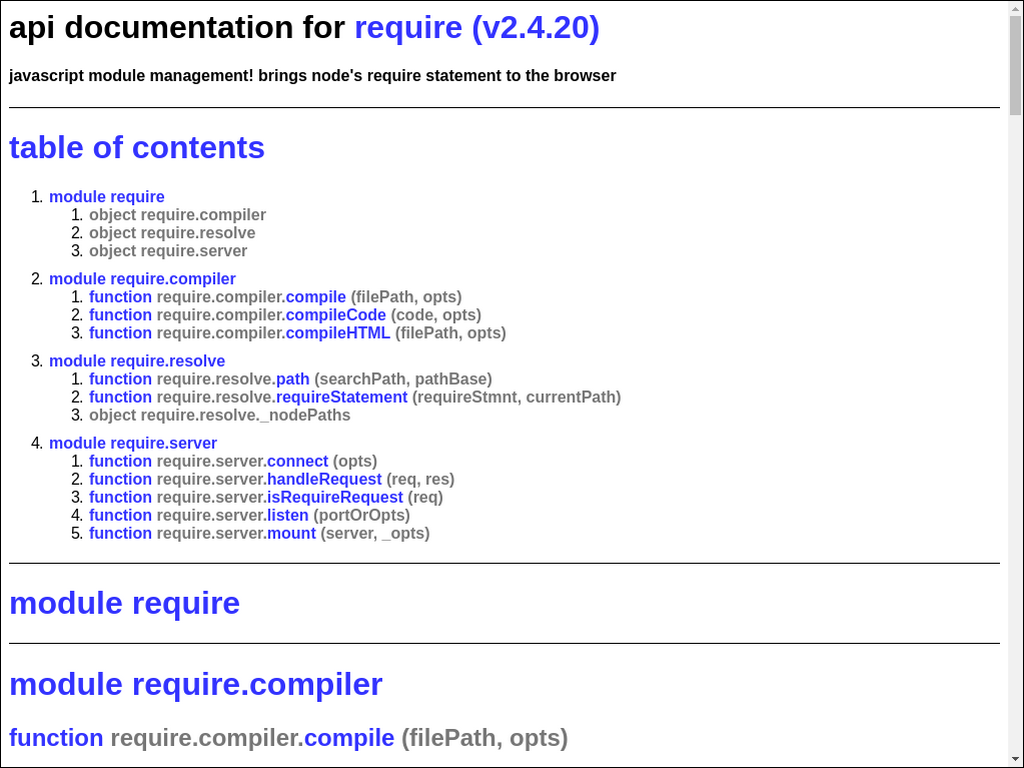 api documentation for require (v2.4.20)
javascript module management! brings node's require statement to the browser
table of contents
1. module require
1. object require.compiler
2. object require.resolve
3. object require.server
2. module require.compiler
1. function require.compiler.compile (filePath, opts)
2. function require.compiler.compileCode (code, opts)
3. function require.compiler.compileHTML (filePath, opts)
3. module require.resolve
1. function require.resolve.path (searchPath, pathBase)
2. function require.resolve.requireStatement (requireStmnt, currentPath)
3. object require.resolve._nodePaths
4. module require.server
1. function require.server.connect (opts)
2. function require.server.handleRequest (req, res)
3. function require.server.isRequireRequest (req)
4. function require.server.listen (portOrOpts)
5. function require.server.mount (server, _opts)
module require
module require.compiler
function require.compiler.compile (filePath, opts)